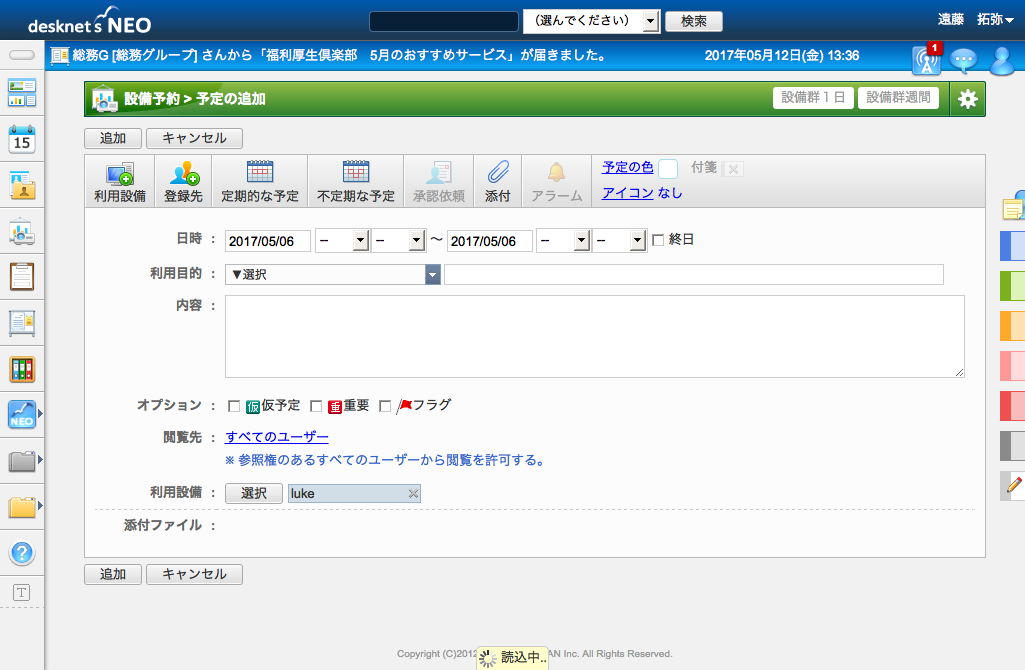 desknet's NEO （選んでください） 検索 遠藤 拓弥▼
総務G [総務グループ] さんから「福利厚生倶楽部　5月のおすすめサービス」が届きました。 2017年05月12日(金) 13:36 1
設備予約 > 予定の追加 設備群１日 設備群週間
15
追加 キャンセル
利用設備 登録先 定期的な予定 不定期な予定 承認依頼 添付 アラーム 予定の色 付箋
アイコン なし
日時 : 2017/05/06 -- -- ～ 2017/05/06 -- -- 終日
利用目的 : ▼選択
内容 :
オプション : 仮 仮予定 重 重要 フラグ
NEO
閲覧先 : すべてのユーザー
※ 参照権のあるすべてのユーザーから閲覧を許可する。
利用設備 : 選択 luke
添付ファイル :
?
追加 キャンセル
T
Copyright (C)2012 読込中.. AN Inc. All Rights Reserved.